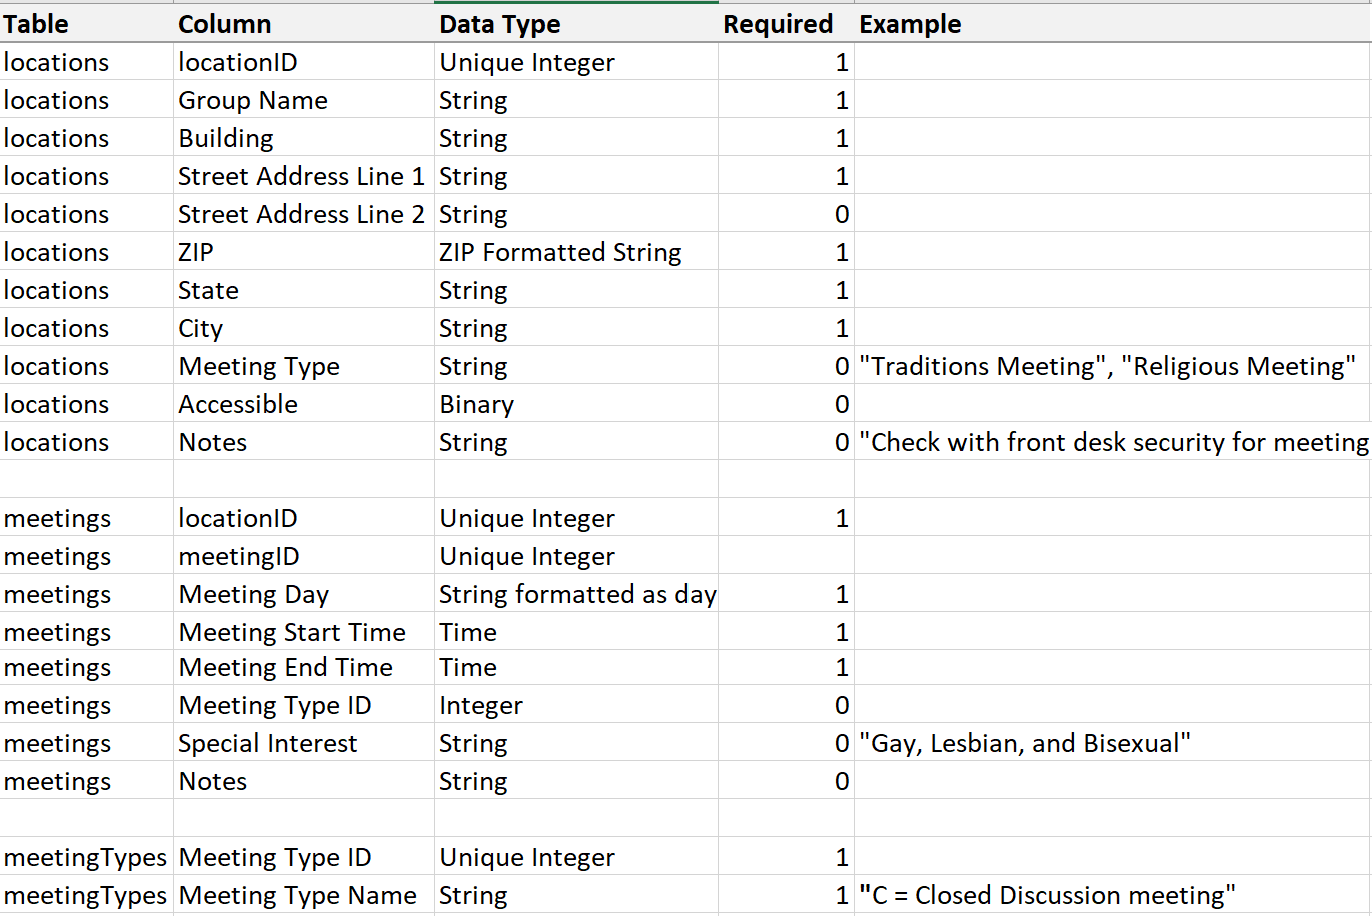 Table Column Data Type Required Example
locations locationID Unique Integer 1
locations Group Name String 1
locations Building String 1
locations Street Address Line 1 String 1
locations Street Address Line 2 String 0
locations ZIP ZIP Formatted String 1
locations State String 1
locations City String 1
locations Meeting Type String 0 "Traditions Meeting", "Religious Meeting"
locations Accessible Binary 0
locations Notes String 0 "Check with front desk security for meeting
meetings locationID Unique Integer 1
meetings meetingID Unique Integer
meetings Meeting Day String formatted as day 1
meetings Meeting Start Time Time 1
meetings Meeting End Time Time 1
meetings Meeting Type ID Integer 0
meetings Special Interest String 0 "Gay, Lesbian, and Bisexual"
meetings Notes String 0
meetingTypes Meeting Type ID Unique Integer 1
meetingTypes Meeting Type Name String 1 "C = Closed Discussion meeting"